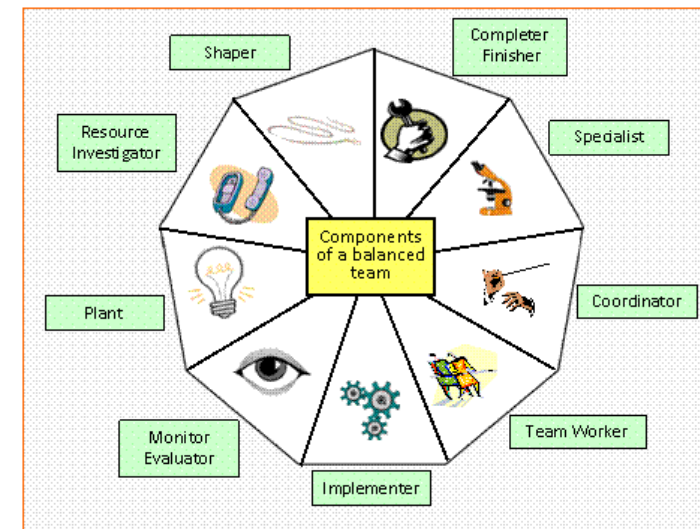 Shaper
Completer
Finisher
Resource
Investigator
Specialist
Components
of a balanced
team
Plant
Coordinator
Monitor
Evaluator
Team Worker
Implementer